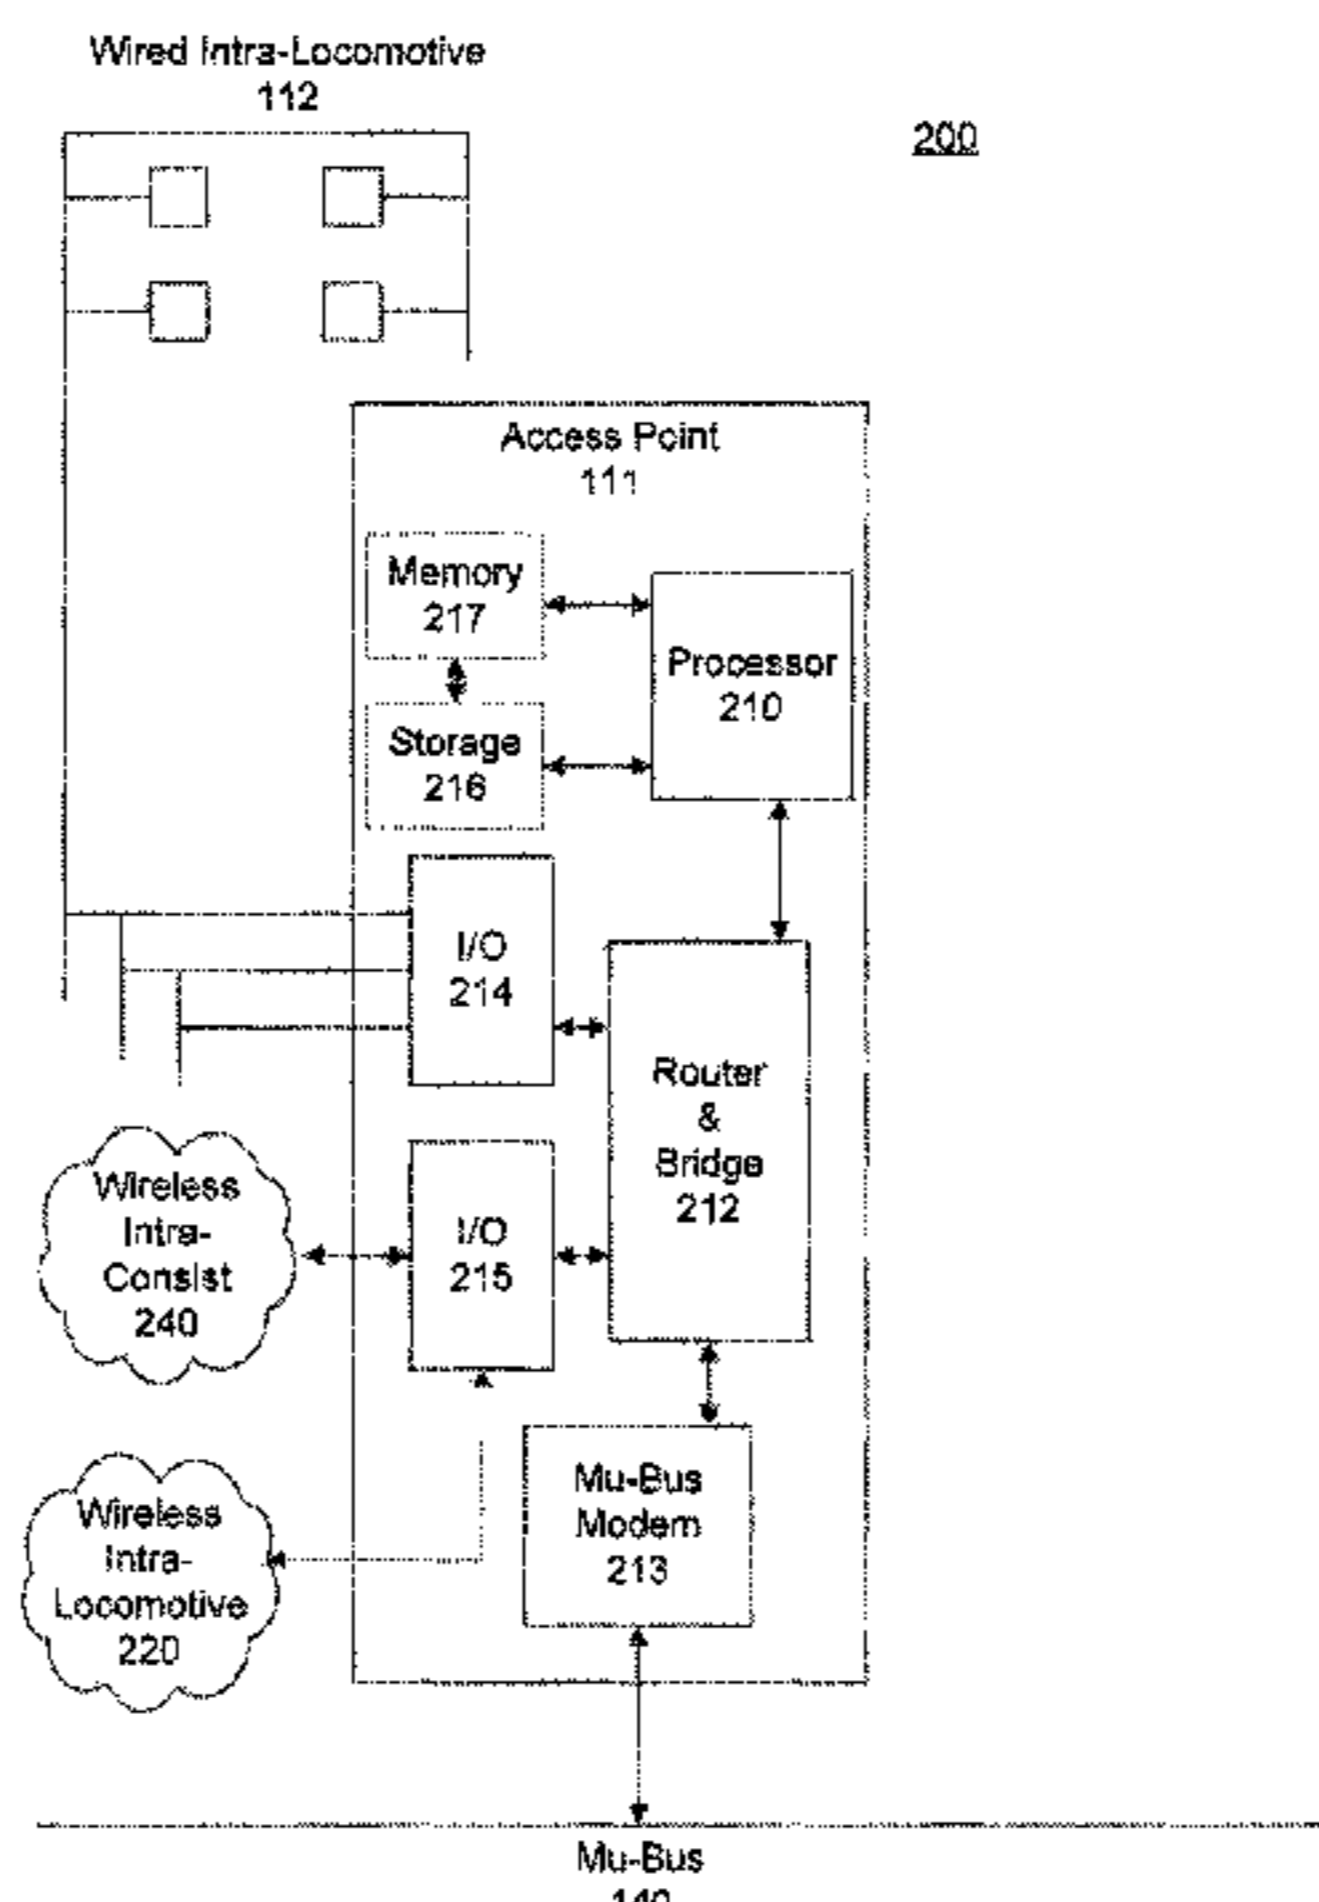 Wired Intra-Locomotive
112
200
Access Point
111
Memory
217
Processor
210
Storage
216
I/O
214
Router
&
Bridge
212
Wireless
Intra-
Consist
240
I/O
215
Mu-Bus
Modem
213
Wireless
Intra-
Locomotive
220
Mu-Bus